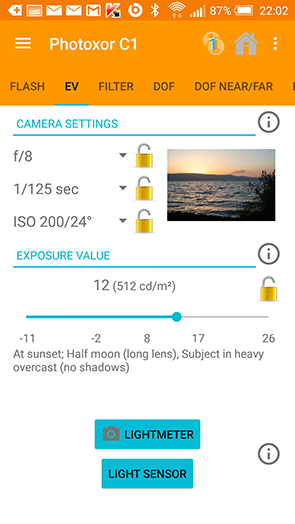 87% 22:02
Photoxor C1 1
FLASH EV FILTER DOF DOF NEAR/FAR
CAMERA SETTINGS
f/8
1/125 sec
ISO 200/24°
EXPOSURE VALUE
12 (512 cd/m²)
-11 -2 8 17 26
At sunset; Half moon (long lens), Subject in heavy
overcast (no shadows)
LIGHTMETER
LIGHT SENSOR